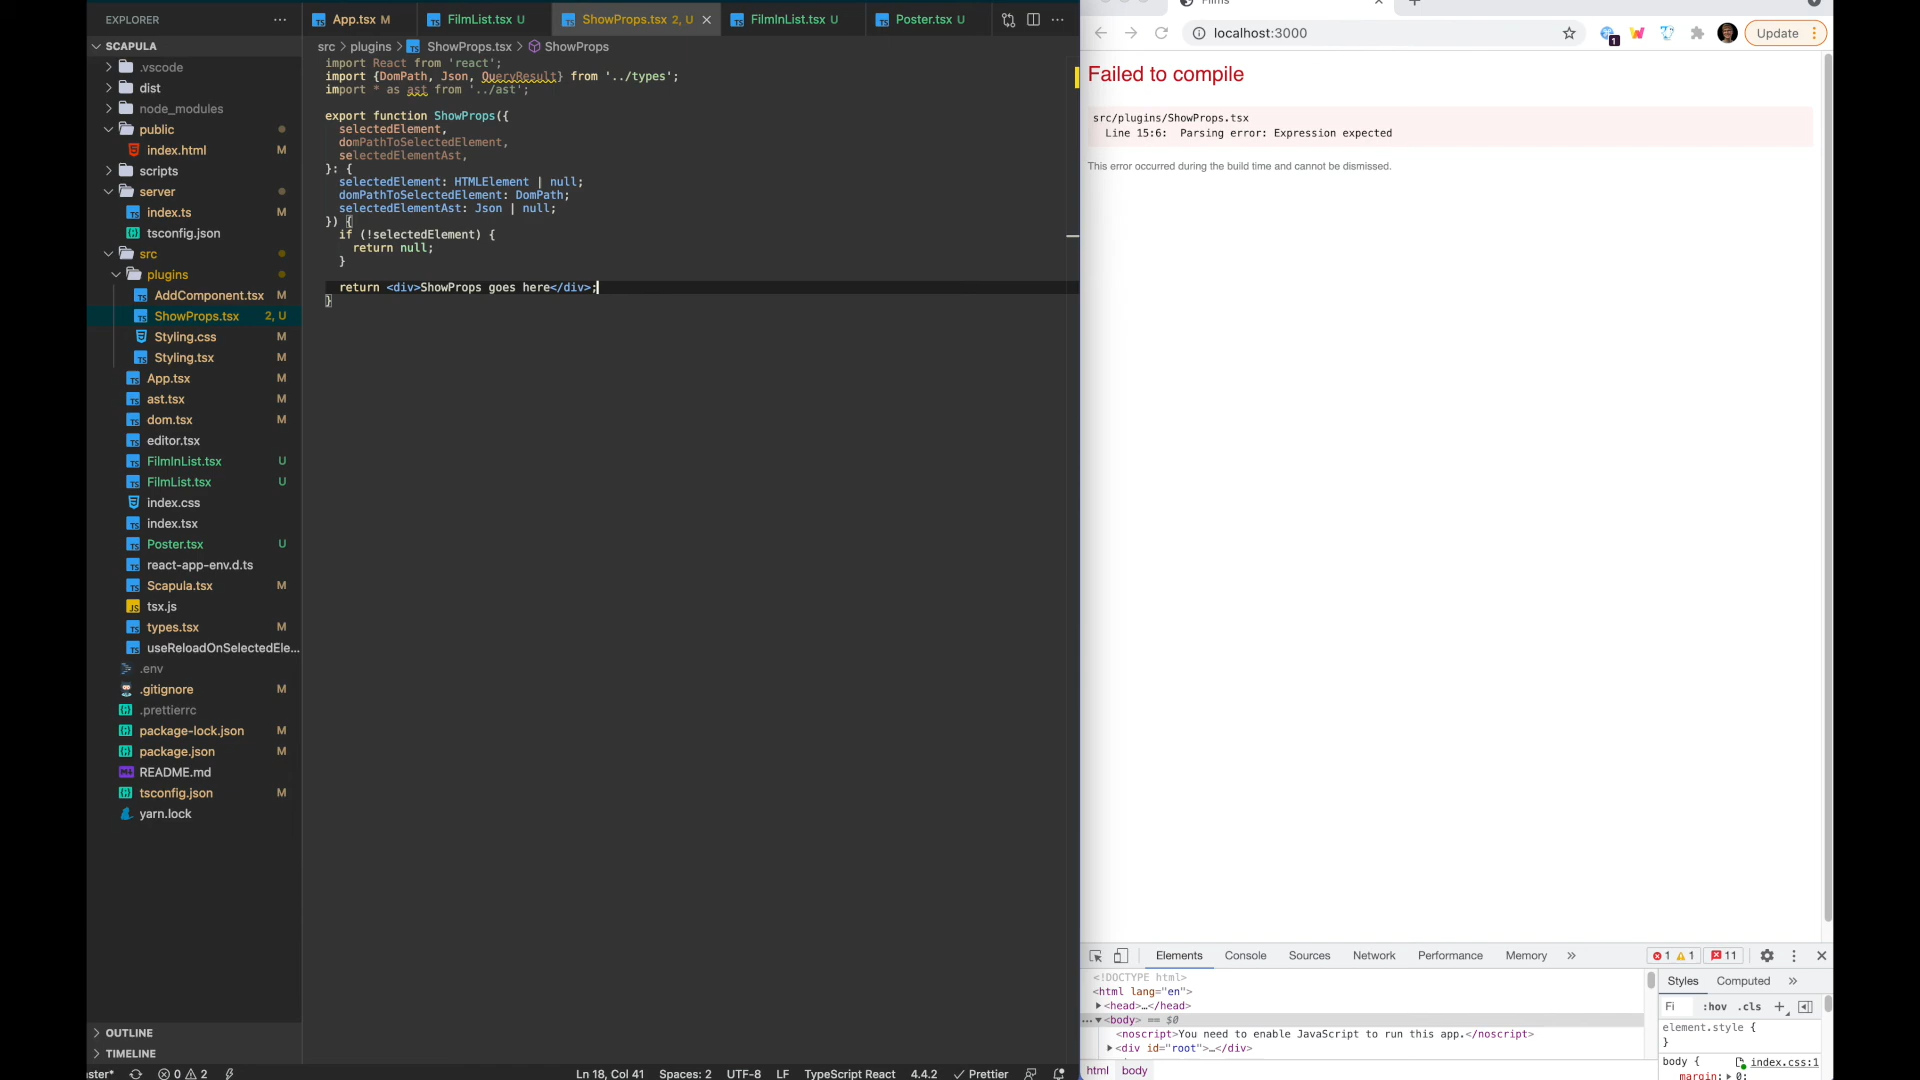 EXPLORER
SCAPULA
.vscode
dist
node_modules
public
index.html M
scripts
server
index.ts M
tsconfig.json
src
plugins
AddComponent.tsx M
ShowProps.tsx 2, U
Styling.css M
Styling.tsx M
App.tsx M
ast.tsx M
dom.tsx M
editor.tsx
FilmInList.tsx U
FilmList.tsx U
index.css
index.tsx
Poster.tsx U
react-app-env.d.ts
Scapula.tsx M
tsx.js
types.tsx M
useReloadOnSelectedEle...
.env
.gitignore M
.prettierrc
package-lock.json M
package.json M
README.md
tsconfig.json M
yarn.lock
OUTLINE
TIMELINE
App.tsx M FilmList.tsx U ShowProps.tsx 2, U FilmInList.tsx U Poster.tsx U
src > plugins > ShowProps.tsx > ShowProps
import React from 'react';
import {DomPath, Json, QueryResult} from '../types';
import * as ast from '../ast';
export function ShowProps({
selectedElement,
domPathToSelectedElement,
selectedElementAst,
}: {
selectedElement: HTMLElement | null;
domPathToSelectedElement: DomPath;
selectedElementAst: Json | null;
}) {
if (!selectedElement) {
return null;
}
return <div>ShowProps goes here</div>;
}
ster* 0 2 Ln 18, Col 41 Spaces: 2 UTF-8 LF TypeScript React 4.4.2 Prettier
localhost:3000 1 Update
Failed to compile
src/plugins/ShowProps.tsx
Line 15:6: Parsing error: Expression expected
This error occurred during the build time and cannot be dismissed.
Elements Console Sources Network Performance Memory » 1 1 11
<!DOCTYPE html>
<html lang="en">
<head>…</head>
<body> == $0
<noscript>You need to enable JavaScript to run this app.</noscript>
<div id="root">…</div>
html body
Styles Computed »
Fi :hov .cls +
element.style {
}
body { index.css:1
margin: 0;